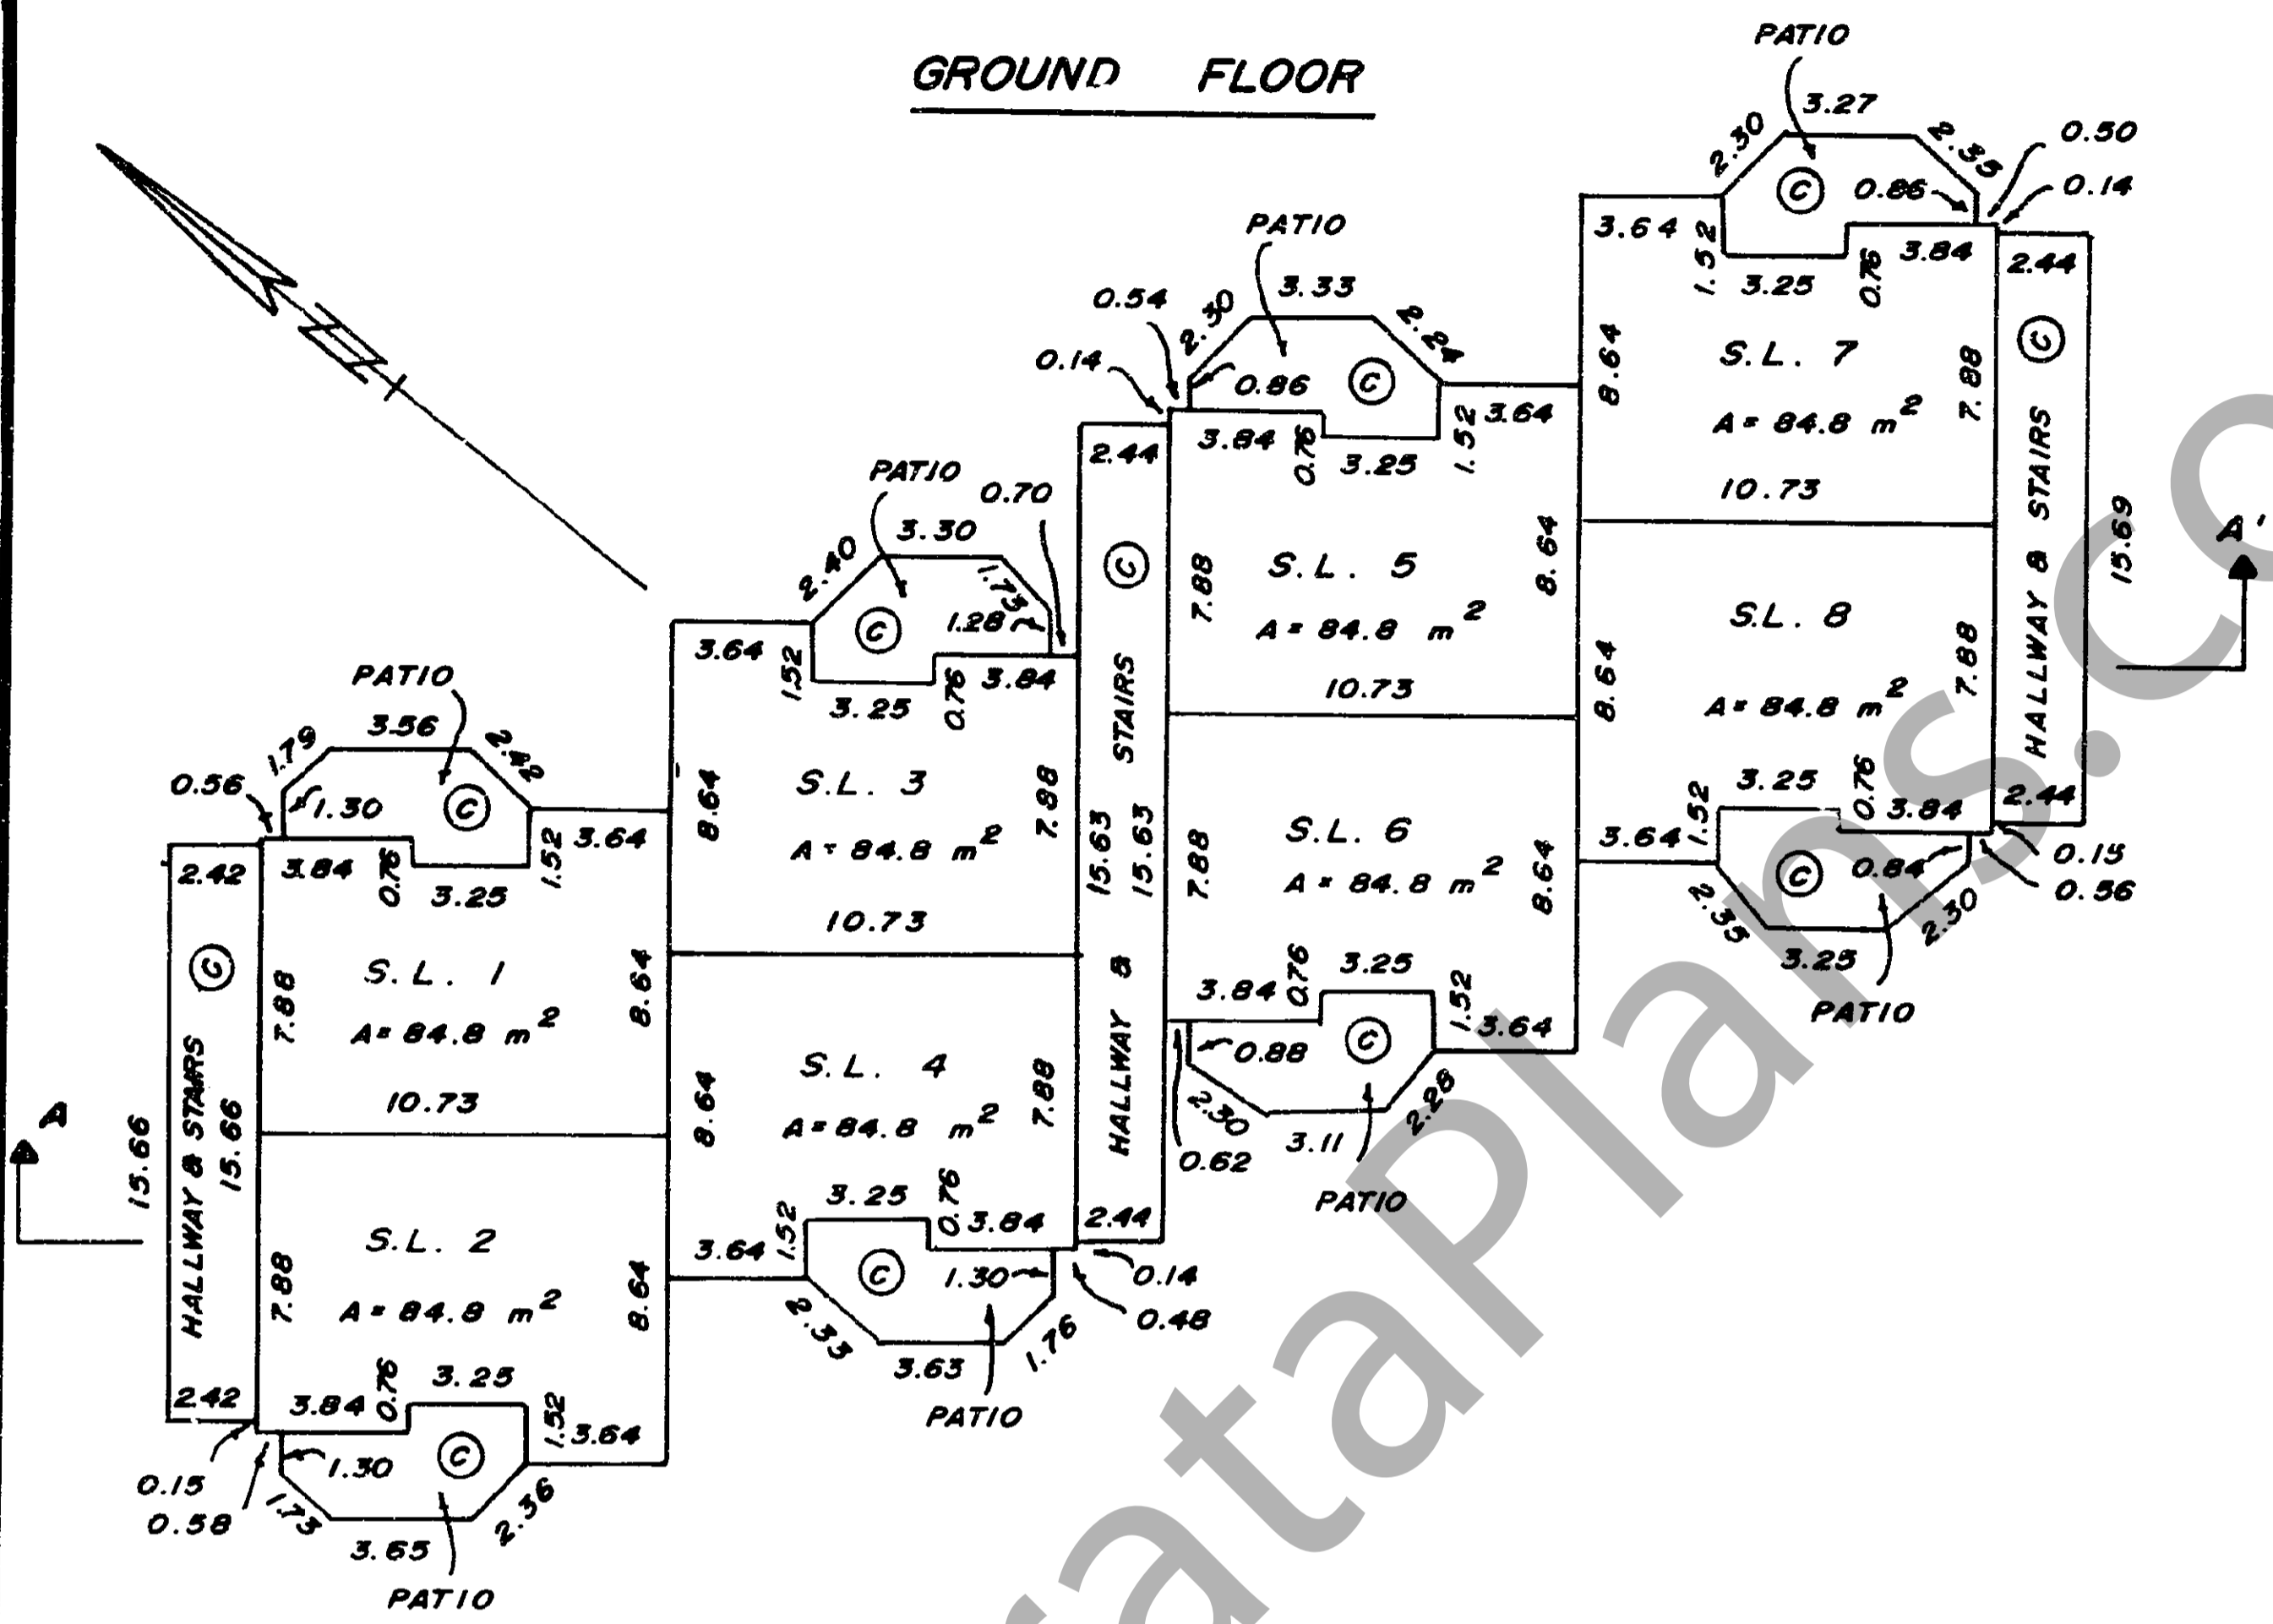 GROUND FLOOR
PATIO
3.27
2.30
2.35
0.50
0.14
0.86
3.64
1.52
3.25
0.76
3.84
2.44
S.L. 7
A = 84.8 m²
8.64
7.88
10.73
HALLWAY & STAIRS
C
C
15.69
A'
S.L. 8
A = 84.8 m²
8.64
7.88
3.25
0.76
3.84
2.44
3.64
1.52
C
0.84
0.15
0.56
2.35
2.30
3.25
PATIO
PATIO
3.33
0.54
2.30
2.24
0.14
0.86
C
2.44
3.84
0.76
3.25
1.52
3.64
C
S.L. 5
A = 84.8 m²
7.88
8.64
10.73
S.L. 6
A = 84.8 m²
7.88
8.64
3.84
0.76
3.25
1.52
3.64
0.88
C
2.30
3.11
2.28
0.62
PATIO
HALLWAY & STAIRS
15.63
15.63
2.44
PATIO
0.70
3.30
2.40
1.73
1.28
C
3.64
1.52
3.25
0.76
3.84
S.L. 3
A = 84.8 m²
8.64
7.88
10.73
S.L. 4
A = 84.8 m²
8.64
7.88
3.25
0.76
3.84
3.64
1.52
C
1.30
0.14
0.48
2.33
3.63
1.76
PATIO
PATIO
3.56
1.79
2.42
0.56
1.30
C
2.42
3.84
0.76
3.25
1.52
3.64
C
S.L. 1
A = 84.8 m²
7.88
8.64
10.73
HALLWAY & STAIRS
15.66
15.66
A
S.L. 2
A = 84.8 m²
7.88
8.64
2.42
3.84
0.76
3.25
1.52
3.64
1.30
C
0.15
0.58
1.73
3.65
2.36
PATIO
N
ataPlans.co